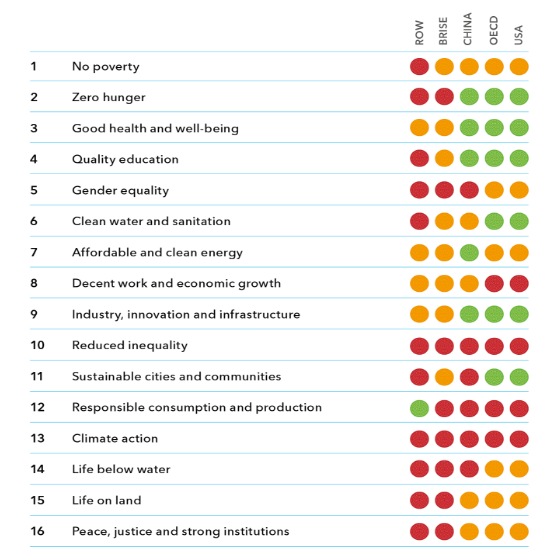 ROW BRISE CHINA OECD USA
1 No poverty
2 Zero hunger
3 Good health and well-being
4 Quality education
5 Gender equality
6 Clean water and sanitation
7 Affordable and clean energy
8 Decent work and economic growth
9 Industry, innovation and infrastructure
10 Reduced inequality
11 Sustainable cities and communities
12 Responsible consumption and production
13 Climate action
14 Life below water
15 Life on land
16 Peace, justice and strong institutions